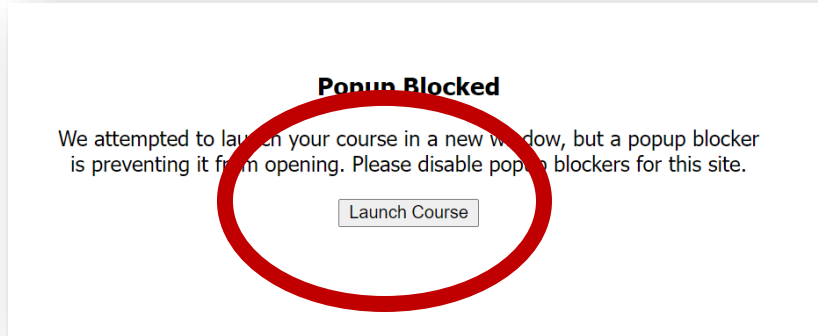 Popup Blocked
We attempted to launch your course in a new window, but a popup blocker
is preventing it from opening. Please disable popup blockers for this site.
Launch Course